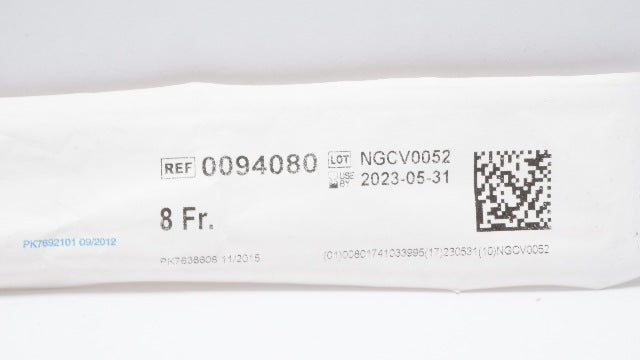 REF 0094080 LOT NGCV0052
USE BY 2023-05-31
8 Fr.
PK7692101 09/2012
PK7638606 11/2015
(01)00801741033995(17)230531(10)NGCV0052